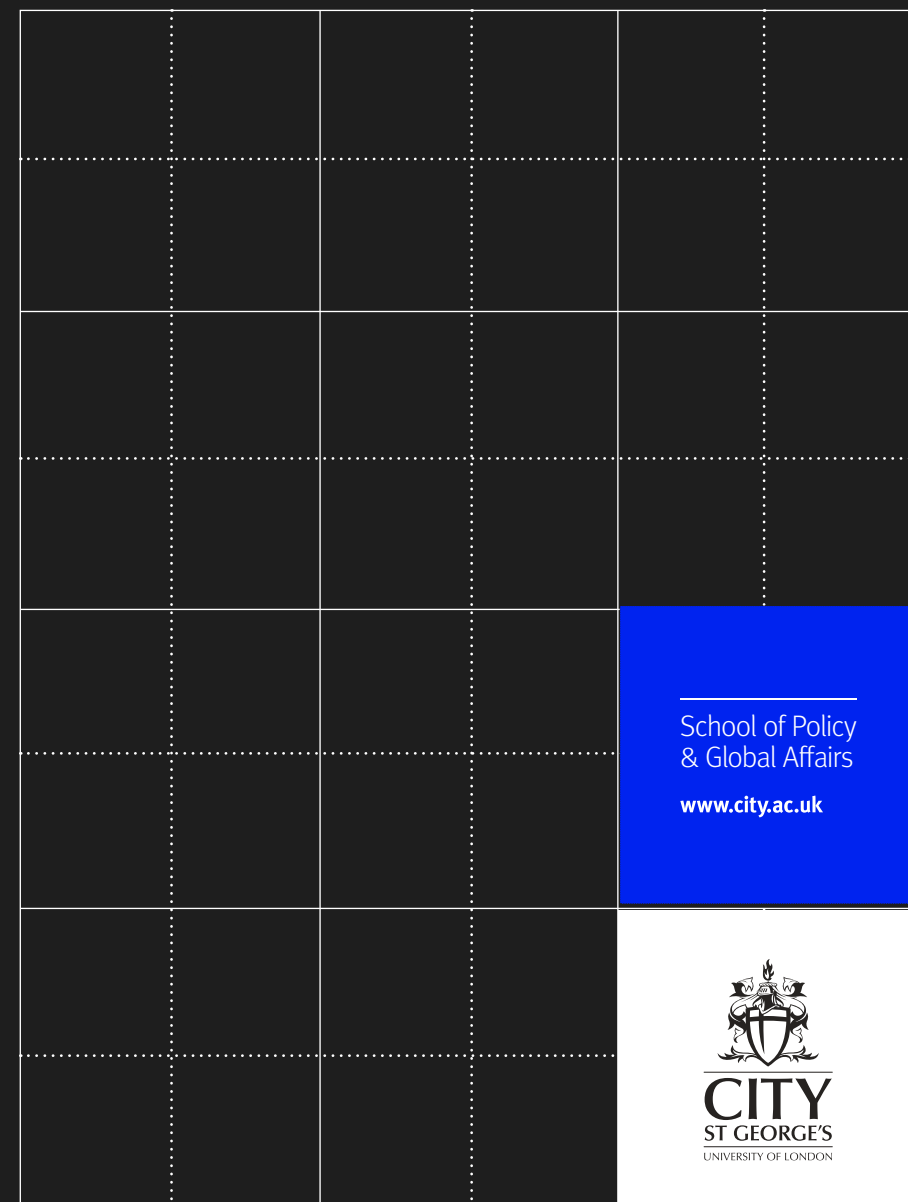 School of Policy
& Global Affairs
www.city.ac.uk
CITY
ST GEORGE'S
UNIVERSITY OF LONDON